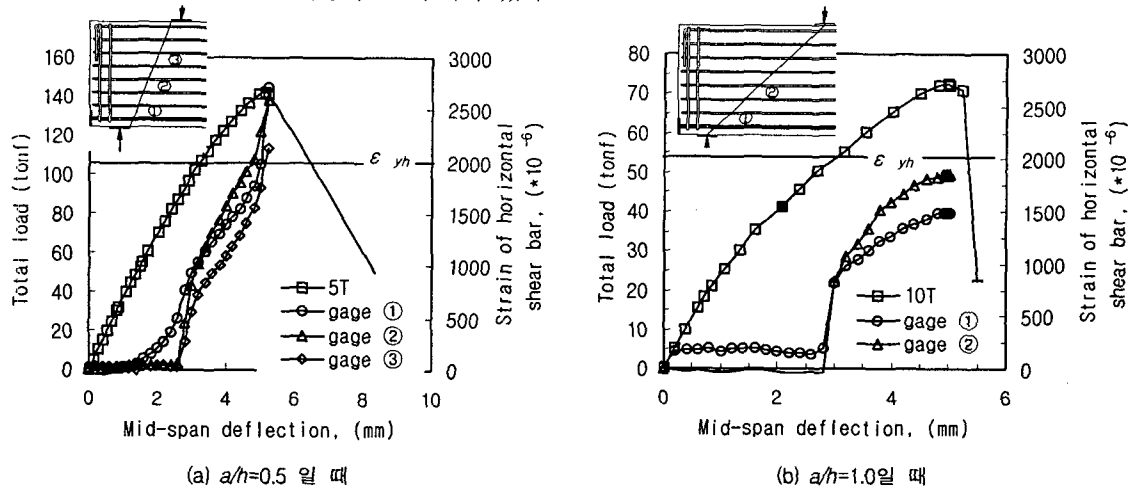 160
140
120
100
80
60
40
20
0
Total load (tonf)
3000
2500
2000
1500
1000
500
0
Strain of horizontal
shear bar, (*10⁻⁶)
③
②
①
ε yh
5T
gage ①
gage ②
gage ③
0 2 4 6 8 10
Mid-span deflection, (mm)
(a) a/h=0.5 일 때
80
70
60
50
40
30
20
10
0
Total load (tonf)
3000
2500
2000
1500
1000
500
0
Strain of horizontal
shear bar, (*10⁻⁶)
②
①
ε yh
10T
gage ①
gage ②
0 2 4 6
Mid-span deflection, (mm)
(b) a/h=1.0일 때